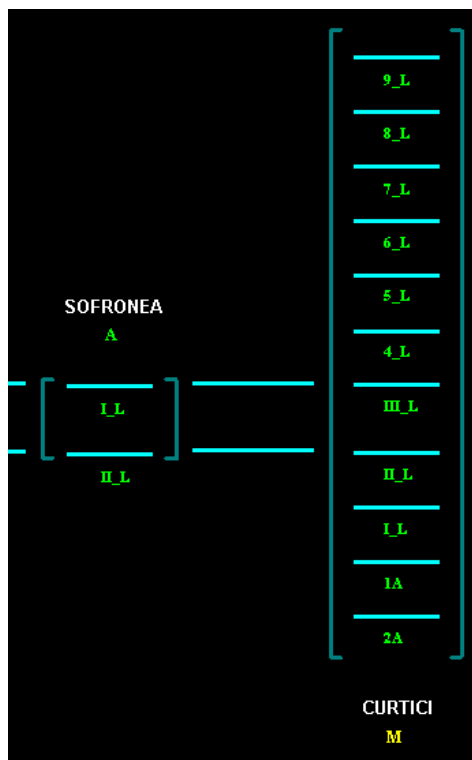 9_L
8_L
7_L
6_L
5_L
SOFRONEA
A
4_L
I_L
III_L
II_L
II_L
I_L
1A
2A
CURTICI
M